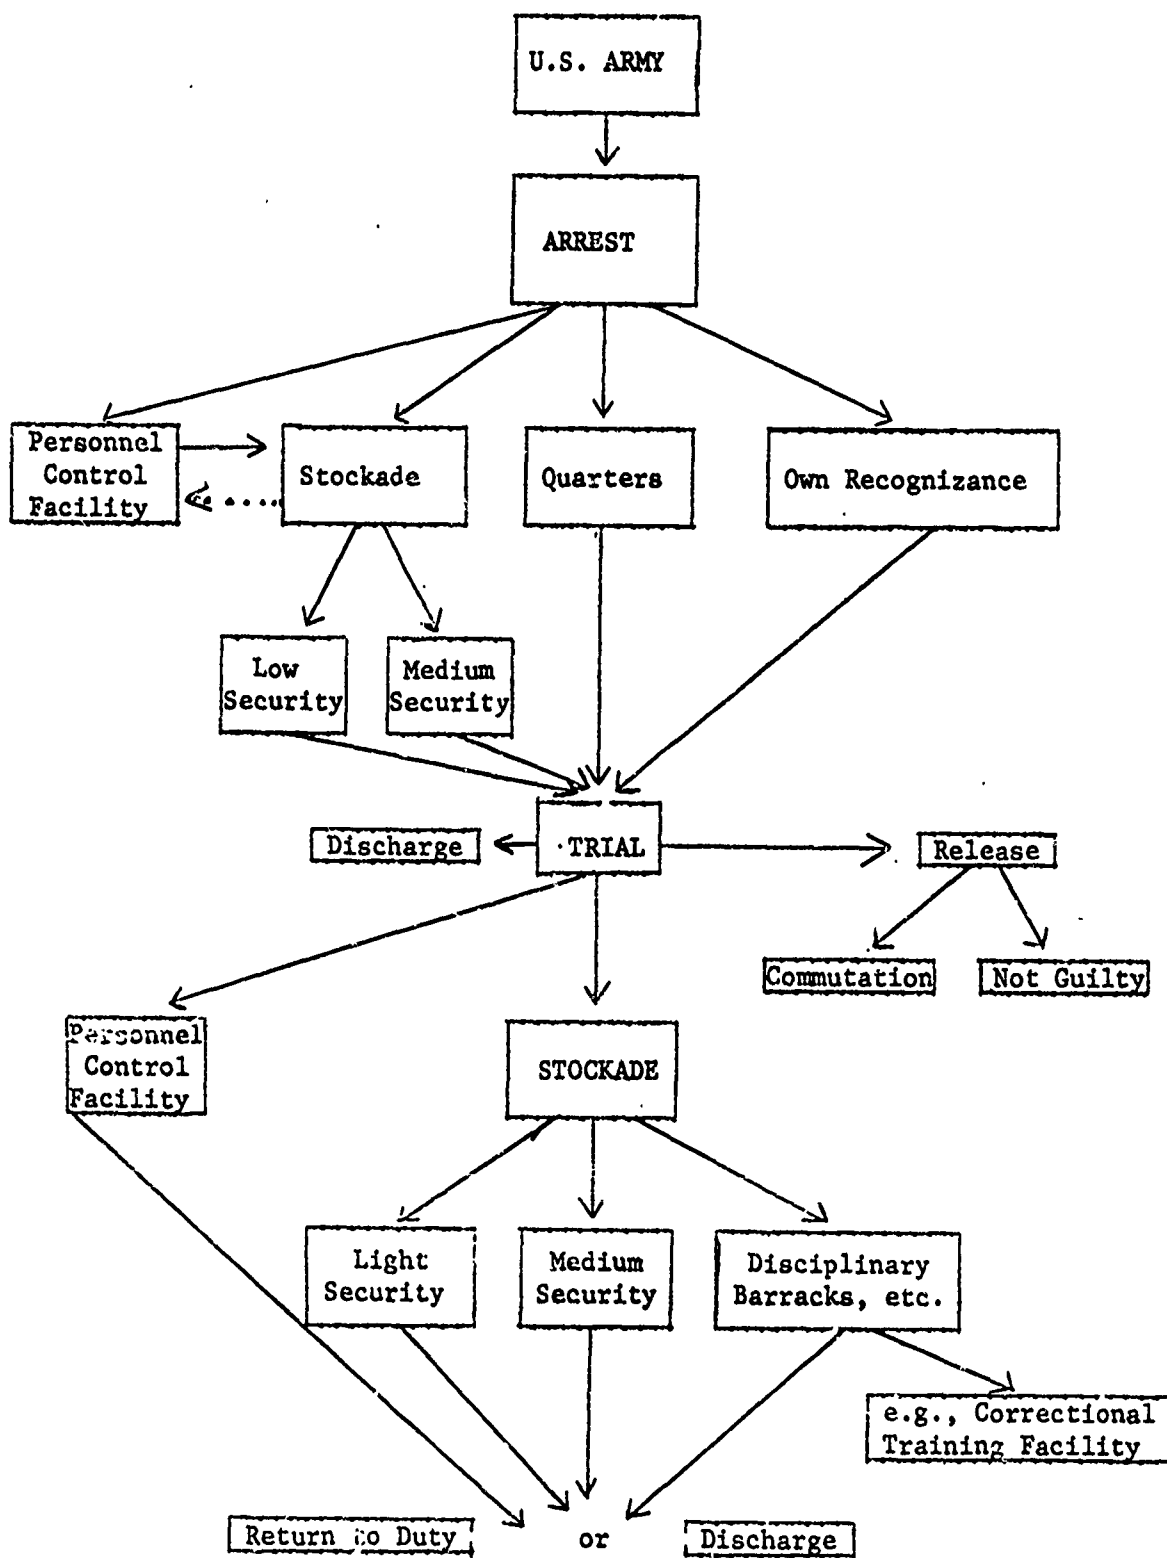 U.S. ARMY
ARREST
Personnel
Control
Facility
Stockade
Quarters
Own Recognizance
Low
Security
Medium
Security
Discharge
TRIAL
Release
Commutation
Not Guilty
Personnel
Control
Facility
STOCKADE
Light
Security
Medium
Security
Disciplinary
Barracks, etc.
e.g., Correctional
Training Facility
Return to Duty
or
Discharge